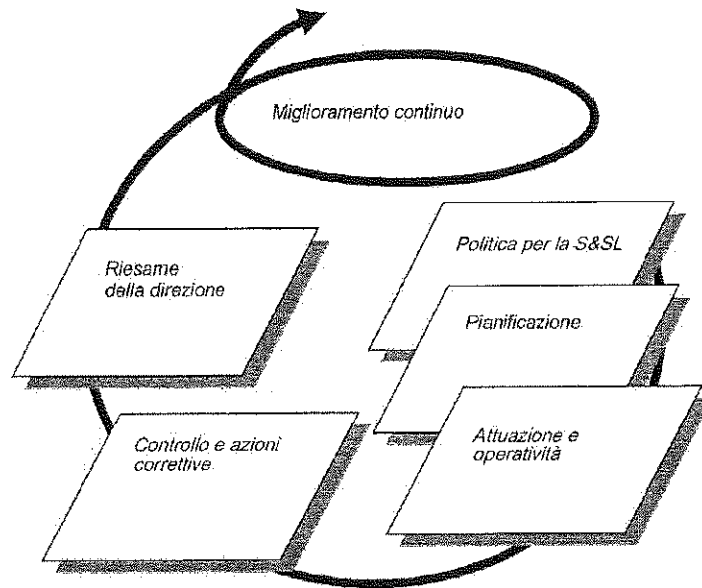 Miglioramento continuo
Politica per la S&SL
Riesame
della direzione
Pianificazione
Controllo e azioni
correttive
Attuazione e
operatività